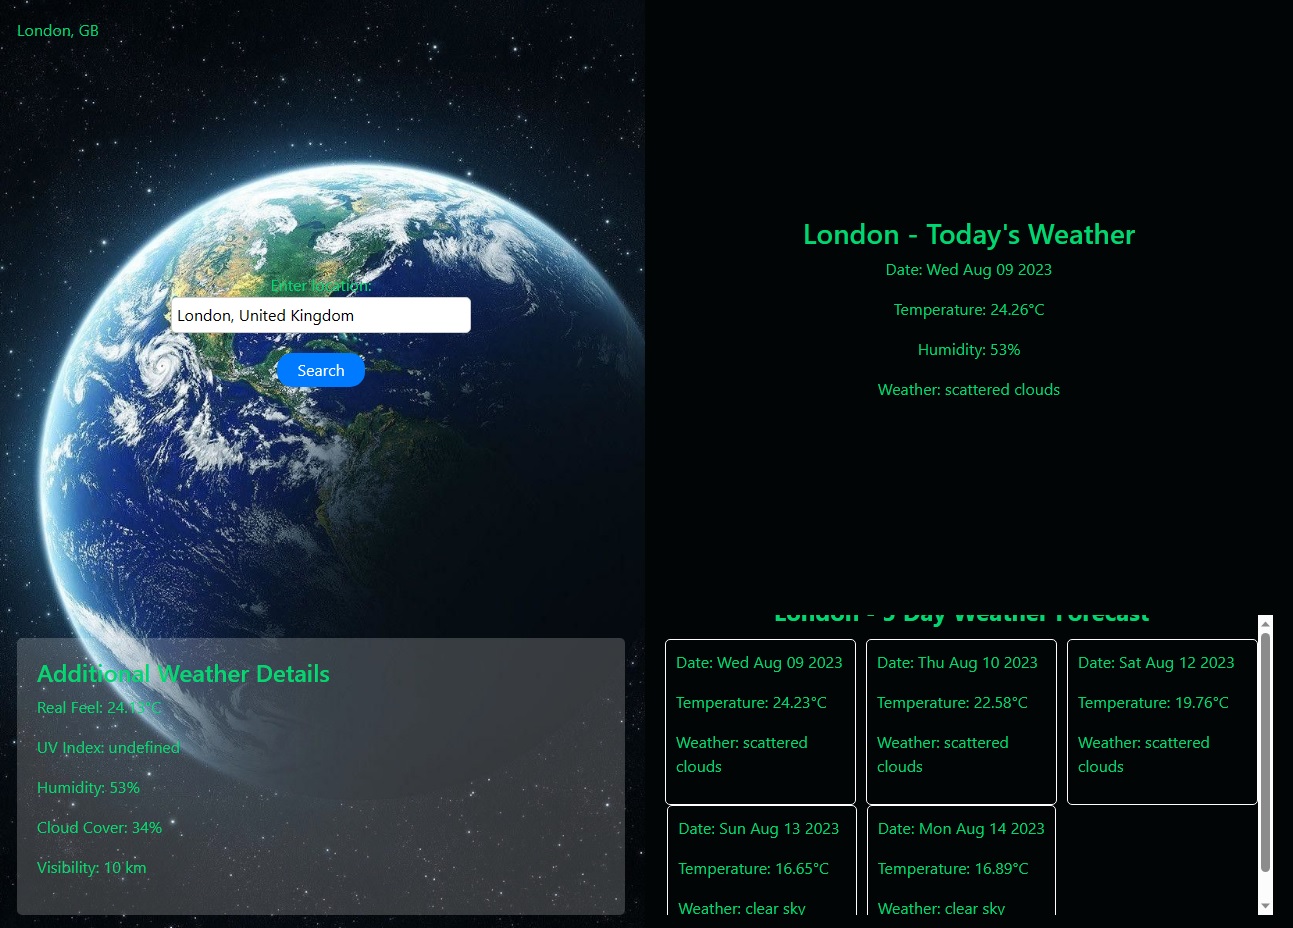 London, GB
Enter location:
London, United Kingdom
Search
Additional Weather Details
Real Feel: 24.13°C
UV Index: undefined
Humidity: 53%
Cloud Cover: 34%
Visibility: 10 km
London - Today's Weather
Date: Wed Aug 09 2023
Temperature: 24.26°C
Humidity: 53%
Weather: scattered clouds
London - 5 Day Weather Forecast
Date: Wed Aug 09 2023
Temperature: 24.23°C
Weather: scattered
clouds
Date: Thu Aug 10 2023
Temperature: 22.58°C
Weather: scattered
clouds
Date: Sat Aug 12 2023
Temperature: 19.76°C
Weather: scattered
clouds
Date: Sun Aug 13 2023
Temperature: 16.65°C
Weather: clear sky
Date: Mon Aug 14 2023
Temperature: 16.89°C
Weather: clear sky